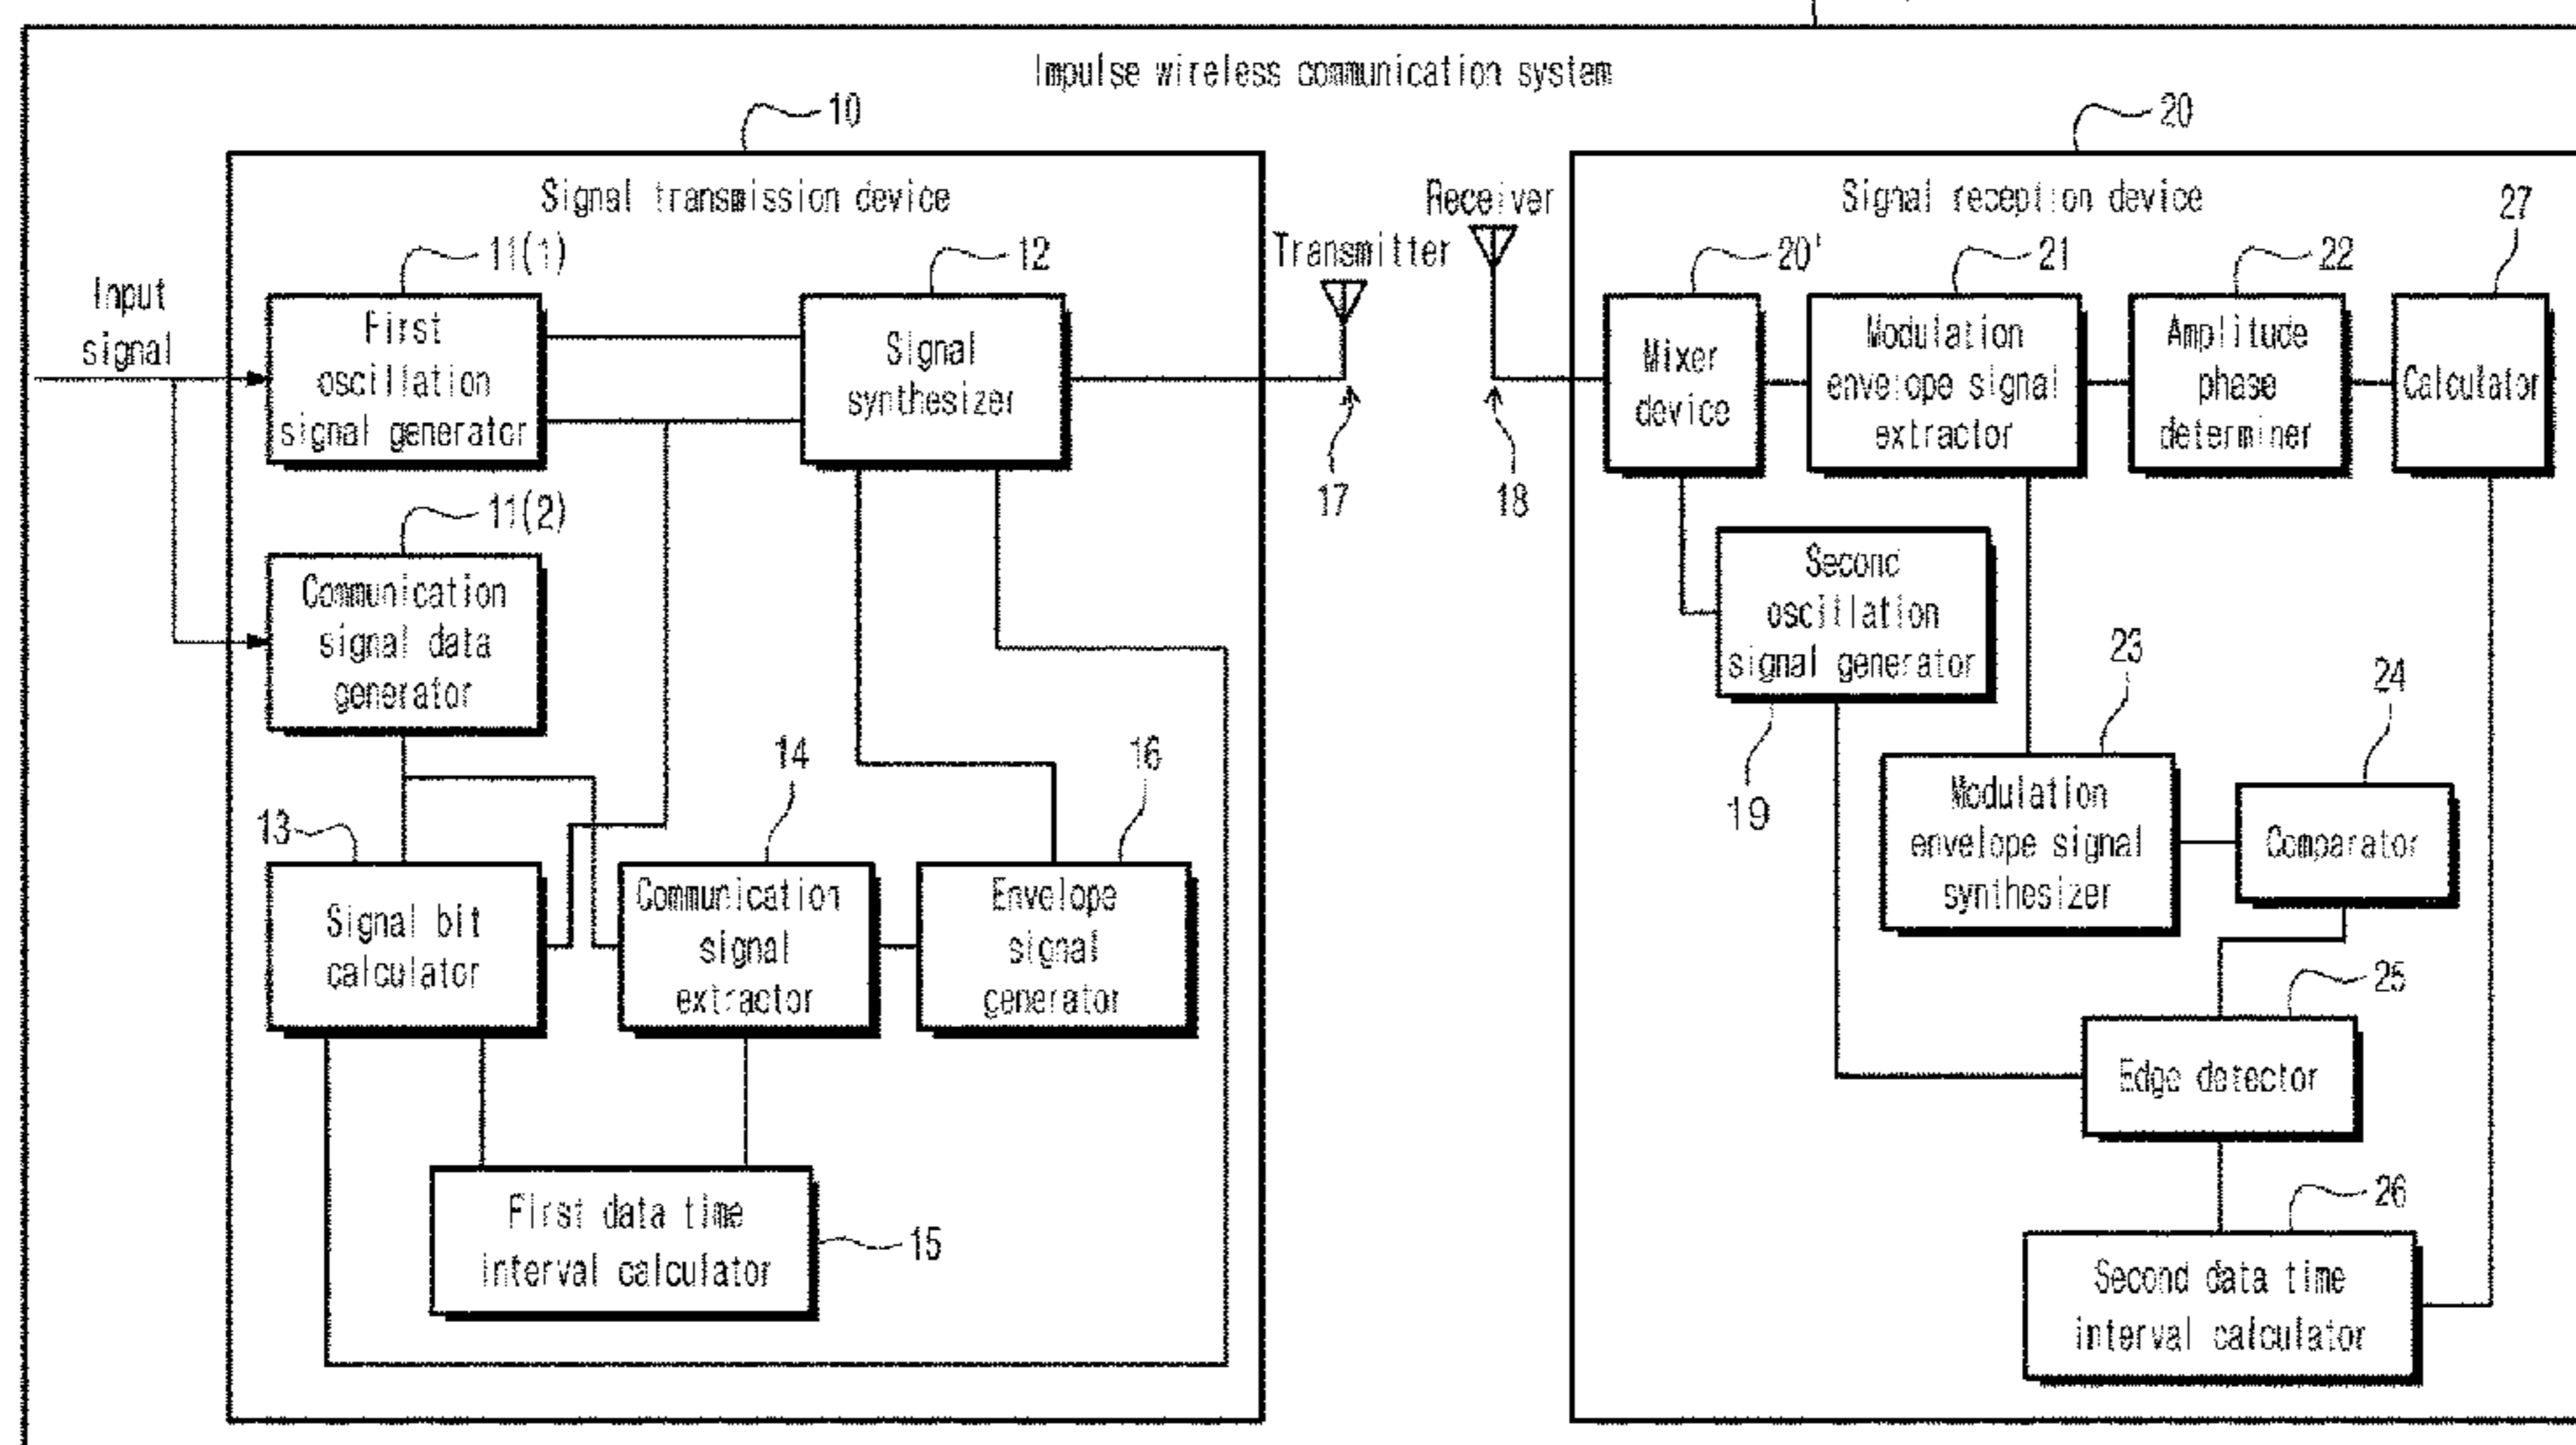 Impulse wireless communication system
10
20
Signal transmission device
Signal reception device
Input
signal
11(1)
First
oscillation
signal generator
12
Signal
synthesizer
Transmitter
17
Receiver
18
20'
Mixer
device
21
Modulation
envelope signal
extractor
22
Amplitude
phase
determiner
27
Calculator
11(2)
Communication
signal data
generator
Second
oscillation
signal generator
19
13
Signal bit
calculator
14
Communication
signal
extractor
16
Envelope
signal
generator
23
Modulation
envelope signal
synthesizer
24
Comparator
25
Edge detector
First data time
interval calculator
15
26
Second data time
interval calculator